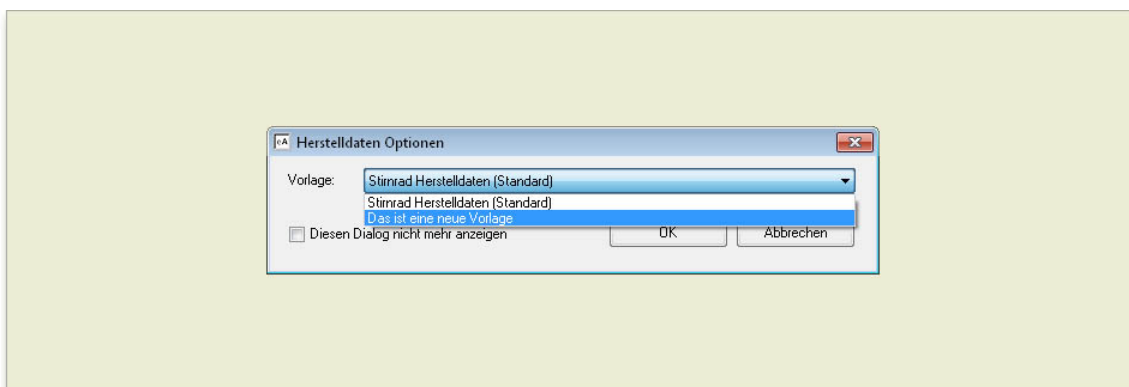 Herstelldaten Optionen
Vorlage: Stirnrad Herstelldaten (Standard)
Stirnrad Herstelldaten (Standard)
Das ist eine neue Vorlage
Diesen Dialog nicht mehr anzeigen OK Abbrechen